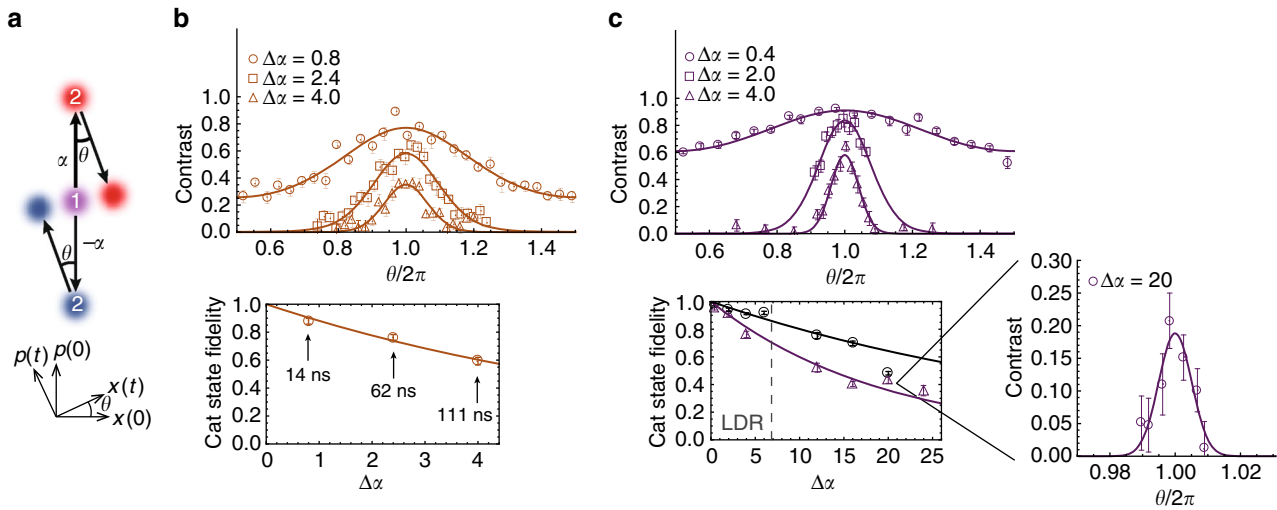 a
2
α
θ
1
θ
−α
2
p(t)
p(0)
x(t)
θ
x(0)
b
Δα = 0.8
Δα = 2.4
Δα = 4.0
Contrast
1.0
0.8
0.6
0.4
0.2
0.0
0.6 0.8 1.0 1.2 1.4
θ/2π
Cat state fidelity
1.0
0.8
0.6
0.4
0.2
0.0
14 ns
62 ns
111 ns
0 1 2 3 4
Δα
c
Δα = 0.4
Δα = 2.0
Δα = 4.0
Contrast
1.0
0.8
0.6
0.4
0.2
0.0
0.6 0.8 1.0 1.2 1.4
θ/2π
Cat state fidelity
1.0
0.8
0.6
0.4
0.2
0.0
LDR
0 5 10 15 20 25
Δα
Δα = 20
Contrast
0.30
0.25
0.20
0.15
0.10
0.05
0.00
0.98 1.00 1.02
θ/2π